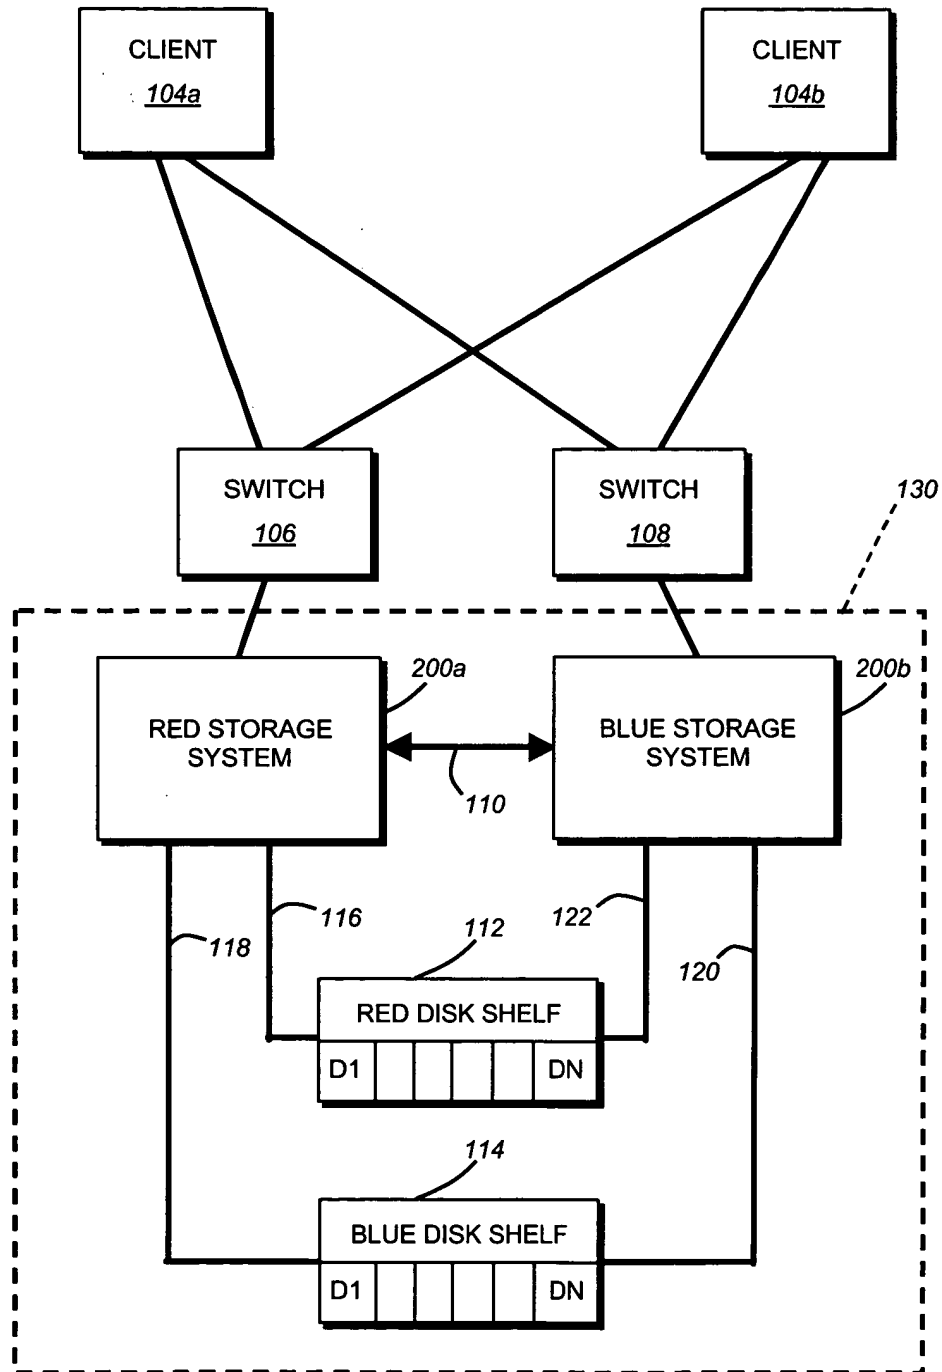 CLIENT
104a
CLIENT
104b
SWITCH
106
SWITCH
108
130
200a
200b
RED STORAGE
SYSTEM
BLUE STORAGE
SYSTEM
110
116
118
112
122
120
RED DISK SHELF
D1
DN
114
BLUE DISK SHELF
D1
DN